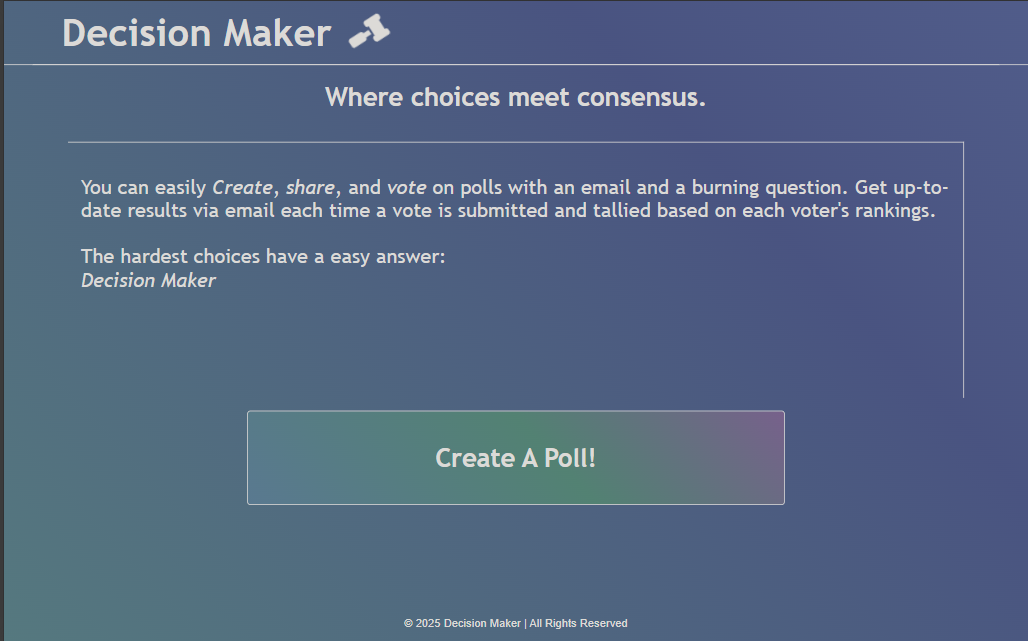 Decision Maker
Where choices meet consensus.
You can easily Create, share, and vote on polls with an email and a burning question. Get up-to-
date results via email each time a vote is submitted and tallied based on each voter's rankings.
The hardest choices have a easy answer:
Decision Maker
Create A Poll!
© 2025 Decision Maker | All Rights Reserved